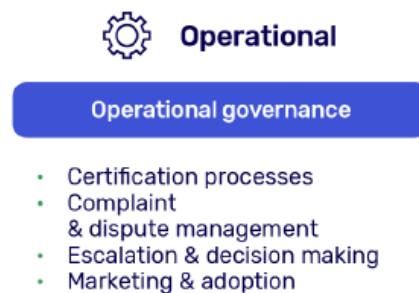 Operational
Operational governance
• Certification processes
• Complaint
& dispute management
• Escalation & decision making
• Marketing & adoption